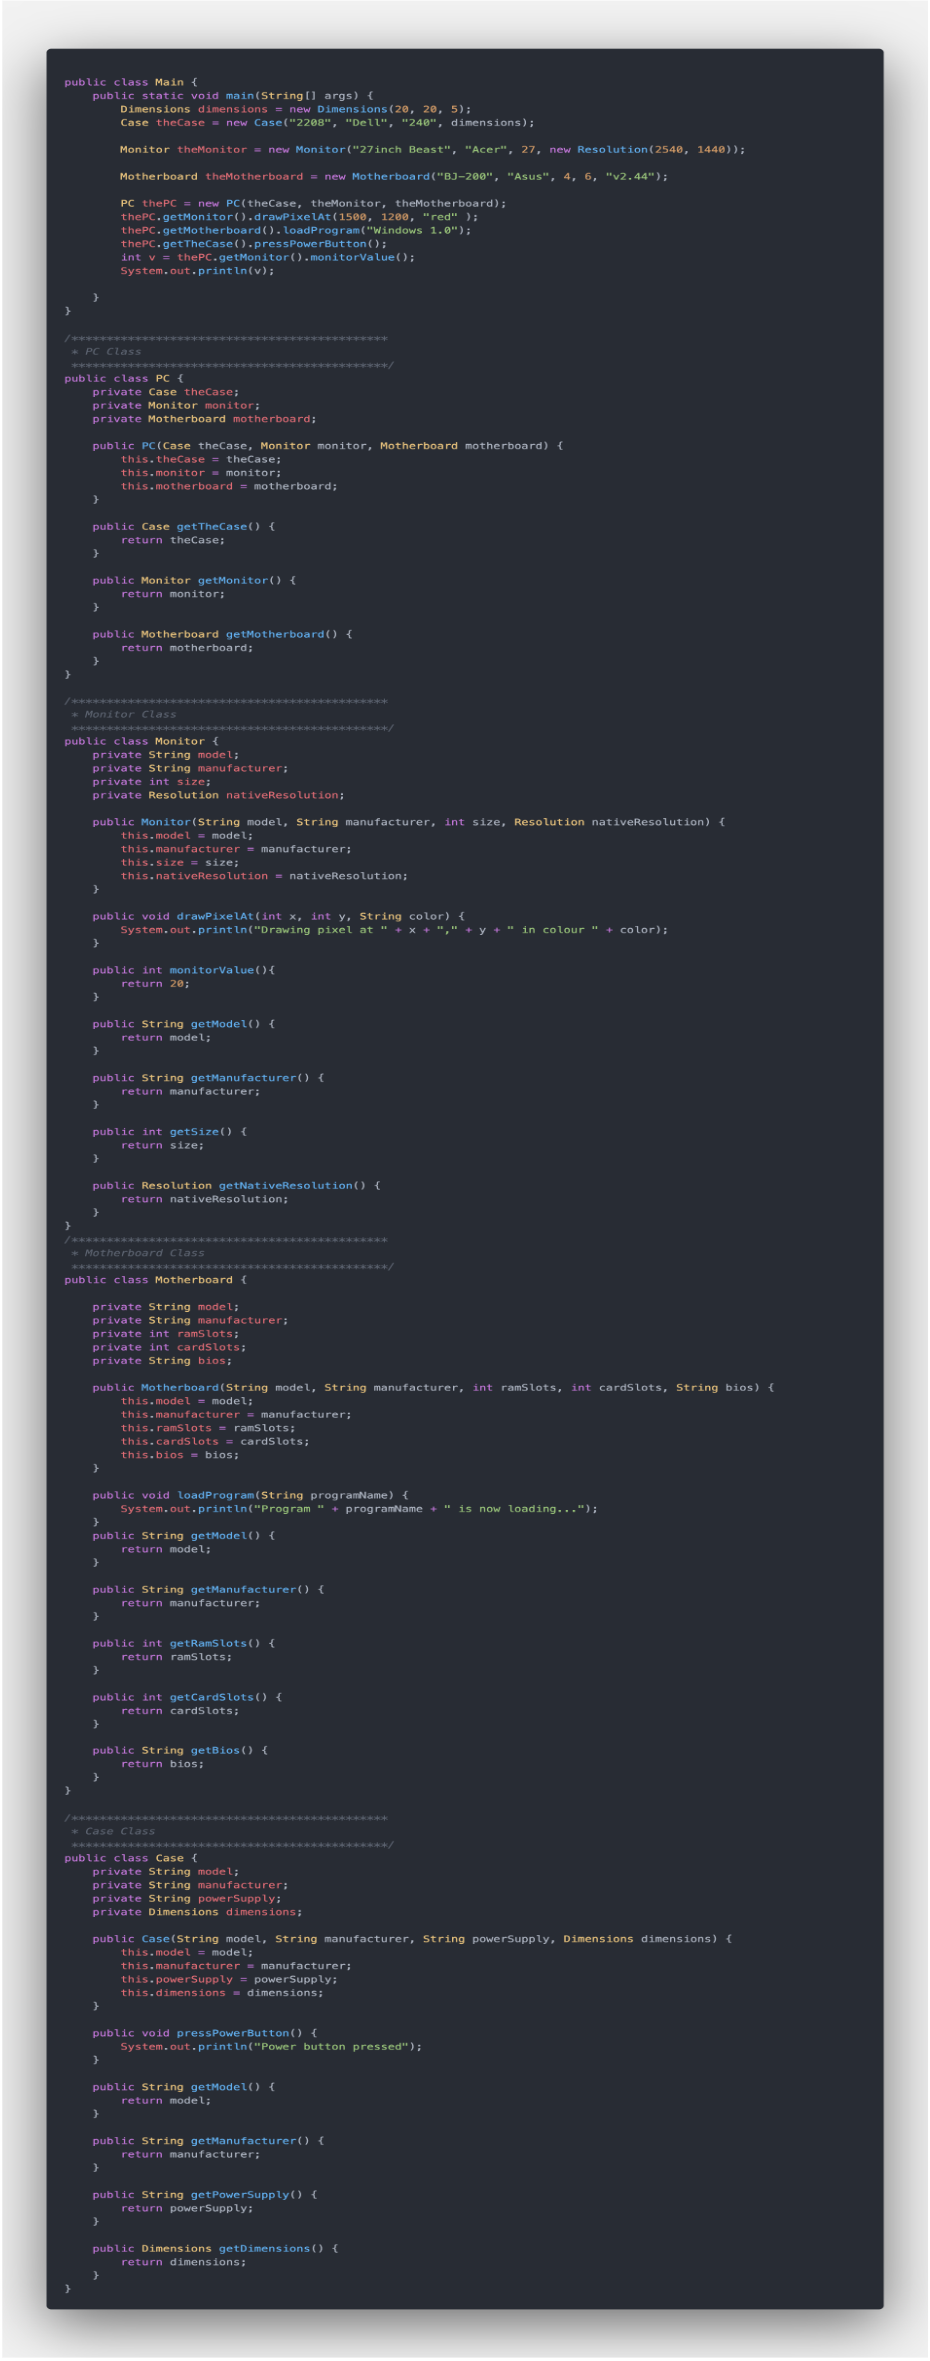 public class Main {
    public static void main(String[] args) {
        Dimensions dimensions = new Dimensions(20, 20, 5);
        Case theCase = new Case("2208", "Dell", "240", dimensions);

        Monitor theMonitor = new Monitor("27inch Beast", "Acer", 27, new Resolution(2540, 1440));

        Motherboard theMotherboard = new Motherboard("BJ-200", "Asus", 4, 6, "v2.44");

        PC thePC = new PC(theCase, theMonitor, theMotherboard);
        thePC.getMonitor().drawPixelAt(1500, 1200, "red" );
        thePC.getMotherboard().loadProgram("Windows 1.0");
        thePC.getTheCase().pressPowerButton();
        int v = thePC.getMonitor().monitorValue();
        System.out.println(v);

    }
}

/*********************************************
 * PC Class
 *********************************************/
public class PC {
    private Case theCase;
    private Monitor monitor;
    private Motherboard motherboard;

    public PC(Case theCase, Monitor monitor, Motherboard motherboard) {
        this.theCase = theCase;
        this.monitor = monitor;
        this.motherboard = motherboard;
    }

    public Case getTheCase() {
        return theCase;
    }

    public Monitor getMonitor() {
        return monitor;
    }

    public Motherboard getMotherboard() {
        return motherboard;
    }
}

/*********************************************
 * Monitor Class
 *********************************************/
public class Monitor {
    private String model;
    private String manufacturer;
    private int size;
    private Resolution nativeResolution;

    public Monitor(String model, String manufacturer, int size, Resolution nativeResolution) {
        this.model = model;
        this.manufacturer = manufacturer;
        this.size = size;
        this.nativeResolution = nativeResolution;
    }

    public void drawPixelAt(int x, int y, String color) {
        System.out.println("Drawing pixel at " + x + "," + y + " in colour " + color);
    }

    public int monitorValue(){
        return 20;
    }

    public String getModel() {
        return model;
    }

    public String getManufacturer() {
        return manufacturer;
    }

    public int getSize() {
        return size;
    }

    public Resolution getNativeResolution() {
        return nativeResolution;
    }
}
/*********************************************
 * Motherboard Class
 *********************************************/
public class Motherboard {

    private String model;
    private String manufacturer;
    private int ramSlots;
    private int cardSlots;
    private String bios;

    public Motherboard(String model, String manufacturer, int ramSlots, int cardSlots, String bios) {
        this.model = model;
        this.manufacturer = manufacturer;
        this.ramSlots = ramSlots;
        this.cardSlots = cardSlots;
        this.bios = bios;
    }

    public void loadProgram(String programName) {
        System.out.println("Program " + programName + " is now loading...");
    }
    public String getModel() {
        return model;
    }

    public String getManufacturer() {
        return manufacturer;
    }

    public int getRamSlots() {
        return ramSlots;
    }

    public int getCardSlots() {
        return cardSlots;
    }

    public String getBios() {
        return bios;
    }
}

/*********************************************
 * Case Class
 *********************************************/
public class Case {
    private String model;
    private String manufacturer;
    private String powerSupply;
    private Dimensions dimensions;

    public Case(String model, String manufacturer, String powerSupply, Dimensions dimensions) {
        this.model = model;
        this.manufacturer = manufacturer;
        this.powerSupply = powerSupply;
        this.dimensions = dimensions;
    }

    public void pressPowerButton() {
        System.out.println("Power button pressed");
    }

    public String getModel() {
        return model;
    }

    public String getManufacturer() {
        return manufacturer;
    }

    public String getPowerSupply() {
        return powerSupply;
    }

    public Dimensions getDimensions() {
        return dimensions;
    }
}